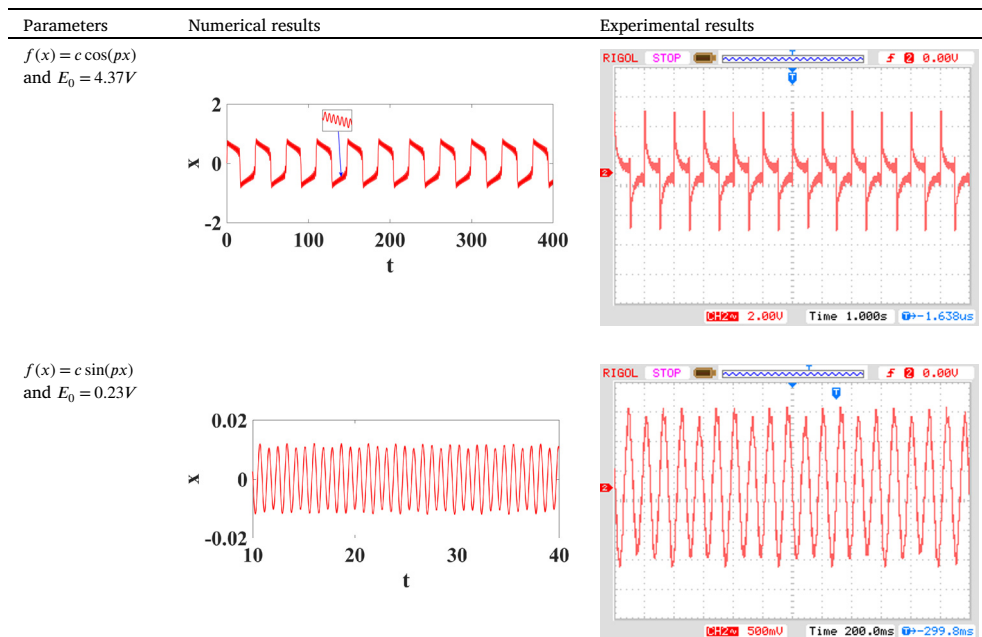 Parameters Numerical results Experimental results
f(x) = c cos(px)
and E₀ = 4.37V
RIGOL STOP T f 2 0.00V
T
2
x
0
-2
0 100 200 300 400
t
2
CH2~ 2.00V Time 1.000s T→-1.638us
f(x) = c sin(px)
and E₀ = 0.23V
RIGOL STOP T f 2 0.00V
T
0.02
x
0
-0.02
10 20 30 40
t
2
CH2~ 500mV Time 200.0ms T→-299.8ms